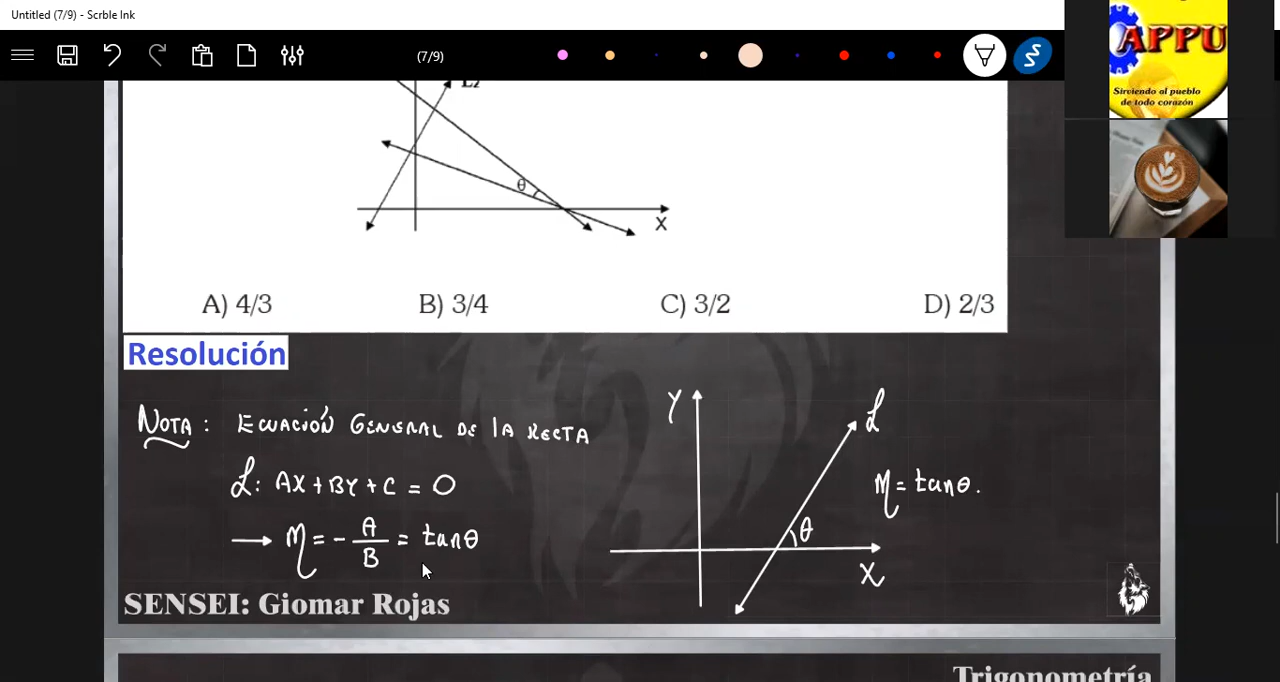 Untitled (7/9) - Scrble Ink
(7/9)
APPU
Sirviendo al pueblo
de todo corazón
L2
θ
X
A) 4/3 B) 3/4 C) 3/2 D) 2/3
Resolución
NOTA: ECUACIÓN GENERAL DE LA RECTA
L: AX+BY+C = 0
→ M = - A/B = tanθ
Y
L
M = tanθ.
θ
X
SENSEI: Giomar Rojas
Trigonometría